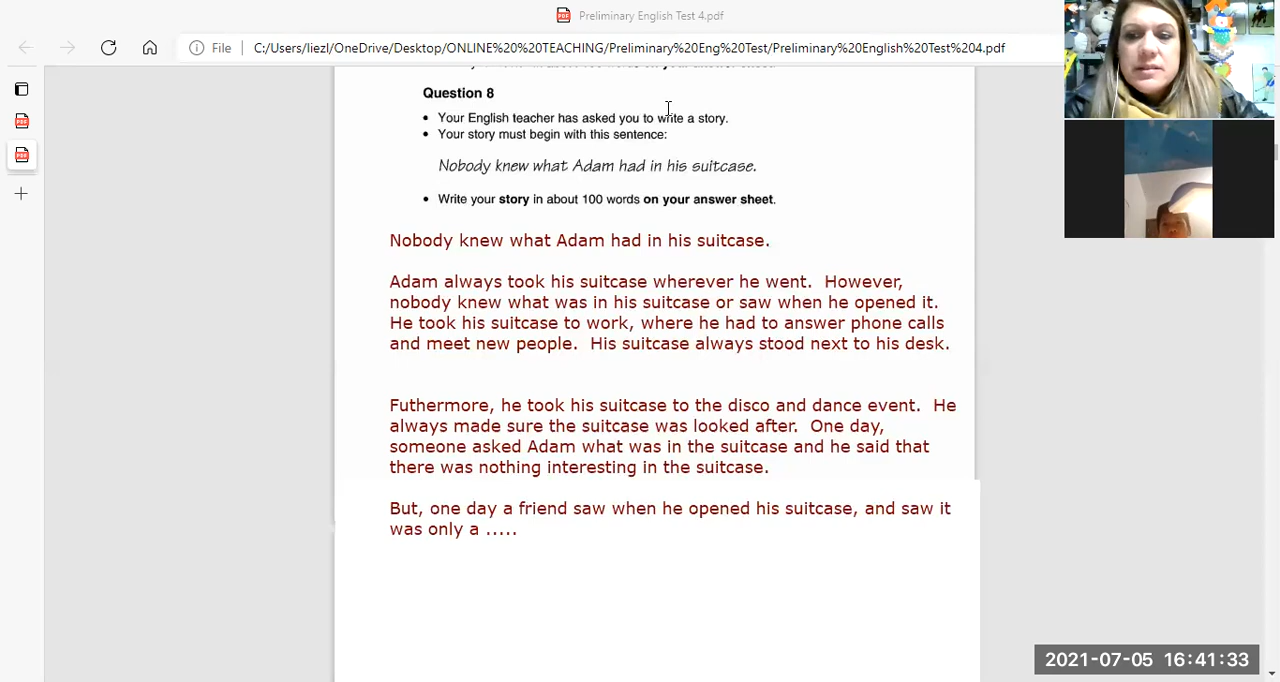 Preliminary English Test 4.pdf
File C:/Users/liezl/OneDrive/Desktop/ONLINE%20%20TEACHING/Preliminary%20Eng%20Test/Preliminary%20English%20Test%204.pdf
Question 8
• Your English teacher has asked you to write a story.
• Your story must begin with this sentence:
Nobody knew what Adam had in his suitcase.
• Write your story in about 100 words on your answer sheet.
Nobody knew what Adam had in his suitcase.
Adam always took his suitcase wherever he went. However,
nobody knew what was in his suitcase or saw when he opened it.
He took his suitcase to work, where he had to answer phone calls
and meet new people. His suitcase always stood next to his desk.
Futhermore, he took his suitcase to the disco and dance event. He
always made sure the suitcase was looked after. One day,
someone asked Adam what was in the suitcase and he said that
there was nothing interesting in the suitcase.
But, one day a friend saw when he opened his suitcase, and saw it
was only a .....
2021-07-05 16:41:33